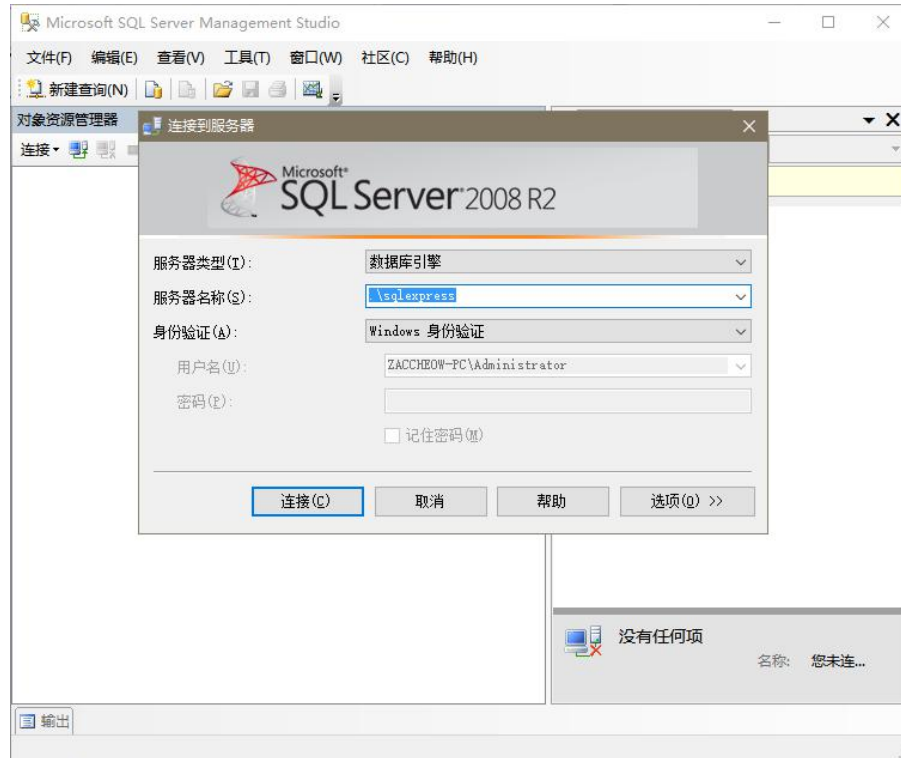 Microsoft SQL Server Management Studio
文件(F) 编辑(E) 查看(V) 工具(T) 窗口(W) 社区(C) 帮助(H)
新建查询(N)
对象资源管理器
连接
连接到服务器
Microsoft®
SQL Server 2008 R2
服务器类型(T): 数据库引擎
服务器名称(S): .\sqlexpress
身份验证(A): Windows 身份验证
用户名(U): ZACCHEOW-PC\Administrator
密码(P):
记住密码(M)
连接(C) 取消 帮助 选项(O) >>
没有任何项
名称: 您未连...
输出